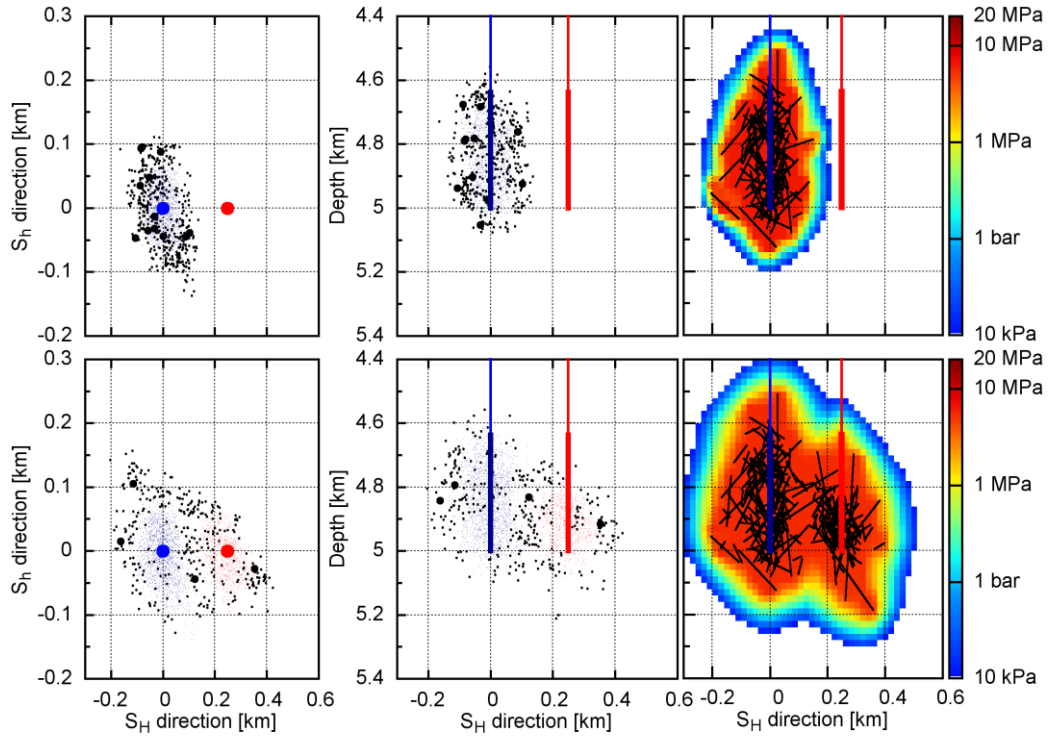 0.3
0.2
0.1
0
-0.1
-0.2
S_h direction [km]
4.4
4.6
4.8
5
5.2
5.4
Depth [km]
20 MPa
10 MPa
1 MPa
1 bar
10 kPa
0.3
0.2
0.1
0
-0.1
-0.2
S_h direction [km]
-0.2 0 0.2 0.4 0.6
S_H direction [km]
4.4
4.6
4.8
5
5.2
5.4
Depth [km]
-0.2 0 0.2 0.4 0.6
S_H direction [km]
-0.2 0 0.2 0.4 0.6
S_H direction [km]
20 MPa
10 MPa
1 MPa
1 bar
10 kPa